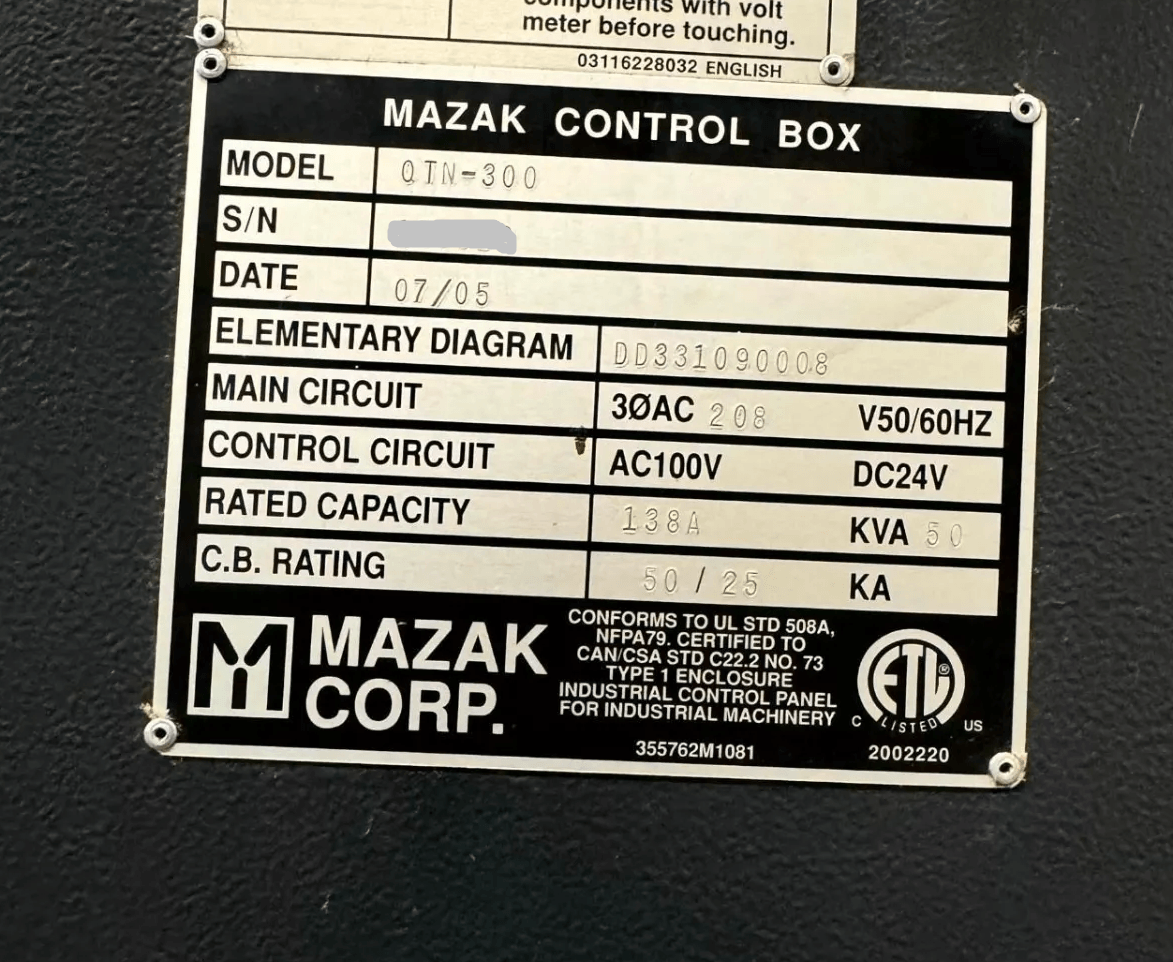 components with volt
meter before touching.
03116228032 ENGLISH
MAZAK CONTROL BOX
MODEL QTN-300
S/N
DATE 07/05
ELEMENTARY DIAGRAM DD331090008
MAIN CIRCUIT 3ØAC 208 V50/60HZ
CONTROL CIRCUIT AC100V DC24V
RATED CAPACITY 138A KVA 50
C.B. RATING 50 / 25 KA
MAZAK
CORP.
CONFORMS TO UL STD 508A,
NFPA79. CERTIFIED TO
CAN/CSA STD C22.2 NO. 73
TYPE 1 ENCLOSURE
INDUSTRIAL CONTROL PANEL
FOR INDUSTRIAL MACHINERY
355762M1081
ETL ®
C LISTED US
2002220